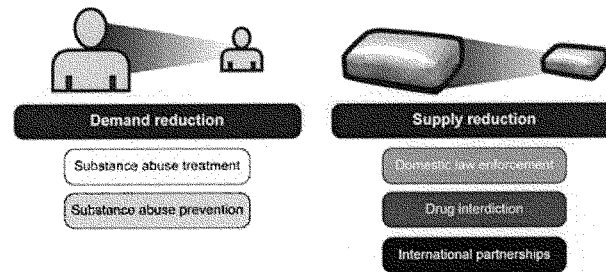 Demand reduction
Substance abuse treatment
Substance abuse prevention
Supply reduction
Domestic law enforcement
Drug interdiction
International partnerships